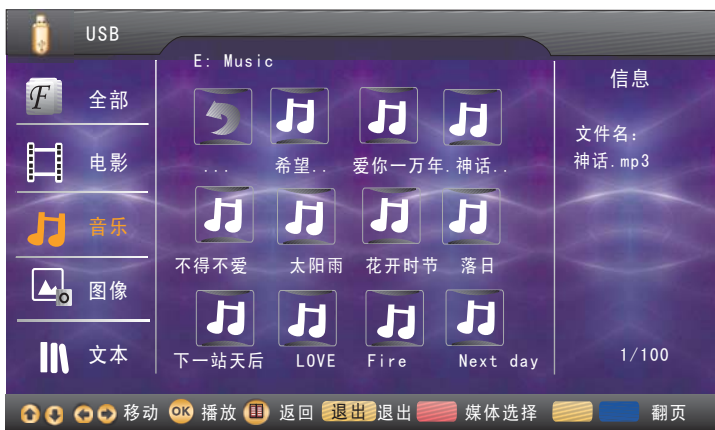 USB
E: Music
信息
F 全部
电影
音乐
图像
文本
... 希望.. 爱你一万年. 神话..
不得不爱 太阳雨 花开时节 落日
下一站天后 LOVE Fire Next day
文件名:
神话.mp3
1/100
移动 OK 播放 返回 退出 退出 媒体选择 翻页